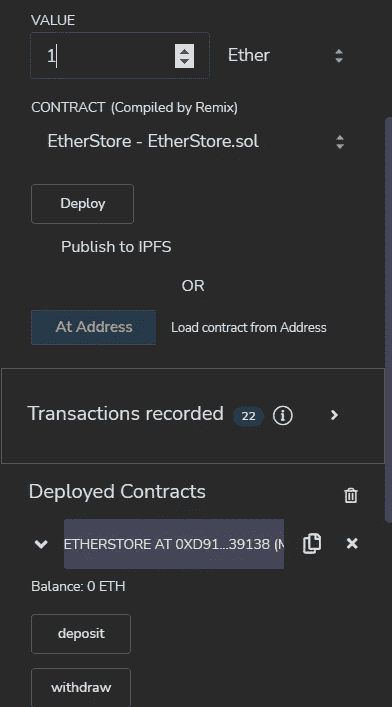 VALUE
1
Ether
CONTRACT (Compiled by Remix)
EtherStore - EtherStore.sol
Deploy
Publish to IPFS
OR
At Address
Load contract from Address
Transactions recorded 22
Deployed Contracts
ETHERSTORE AT 0XD91...39138 (M
Balance: 0 ETH
deposit
withdraw